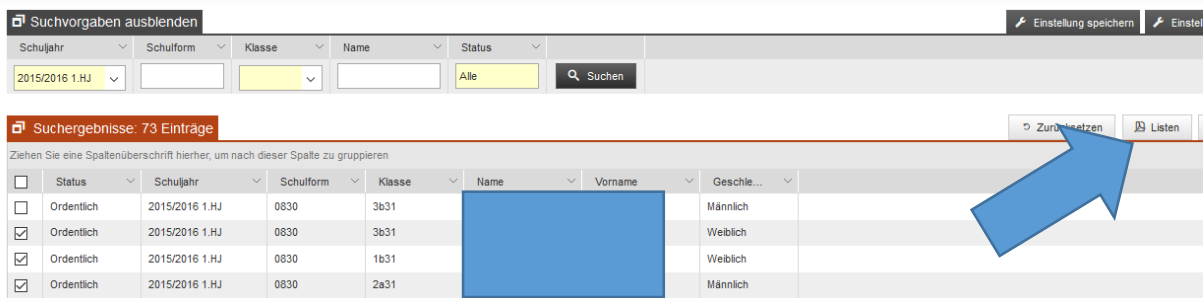 Suchvorgaben ausblenden
Einstellung speichern
Schuljahr Schulform Klasse Name Status
2015/2016 1.HJ Alle Suchen
Suchergebnisse: 73 Einträge
Zurücksetzen Listen
Ziehen Sie eine Spaltenüberschrift hierher, um nach dieser Spalte zu gruppieren
Status Schuljahr Schulform Klasse Name Vorname Geschle...
Ordentlich 2015/2016 1.HJ 0830 3b31 Männlich
Ordentlich 2015/2016 1.HJ 0830 3b31 Weiblich
Ordentlich 2015/2016 1.HJ 0830 1b31 Weiblich
Ordentlich 2015/2016 1.HJ 0830 2a31 Männlich